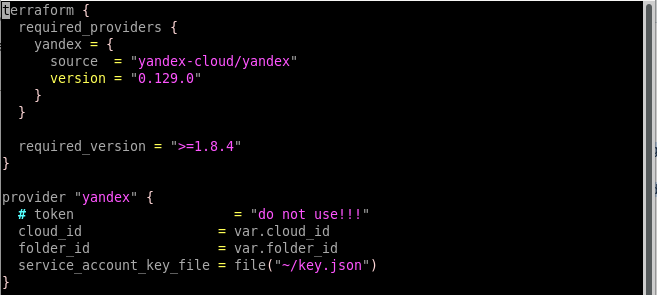 terraform {
  required_providers {
    yandex = {
      source  = "yandex-cloud/yandex"
      version = "0.129.0"
    }
  }

  required_version = ">=1.8.4"
}

provider "yandex" {
  # token                    = "do not use!!!"
  cloud_id                 = var.cloud_id
  folder_id                = var.folder_id
  service_account_key_file = file("~/key.json")
}